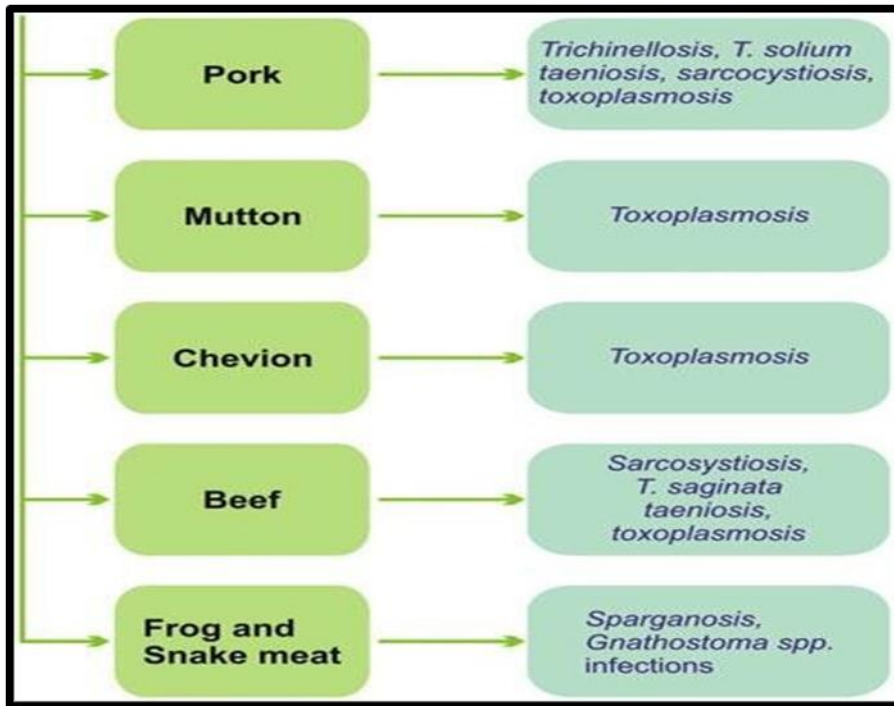 Pork
Trichinellosis, T. solium
taeniosis, sarcocystiosis,
toxoplasmosis
Mutton
Toxoplasmosis
Chevion
Toxoplasmosis
Beef
Sarcosystiosis,
T. saginata
taeniosis,
toxoplasmosis
Frog and
Snake meat
Sparganosis,
Gnathostoma spp.
infections